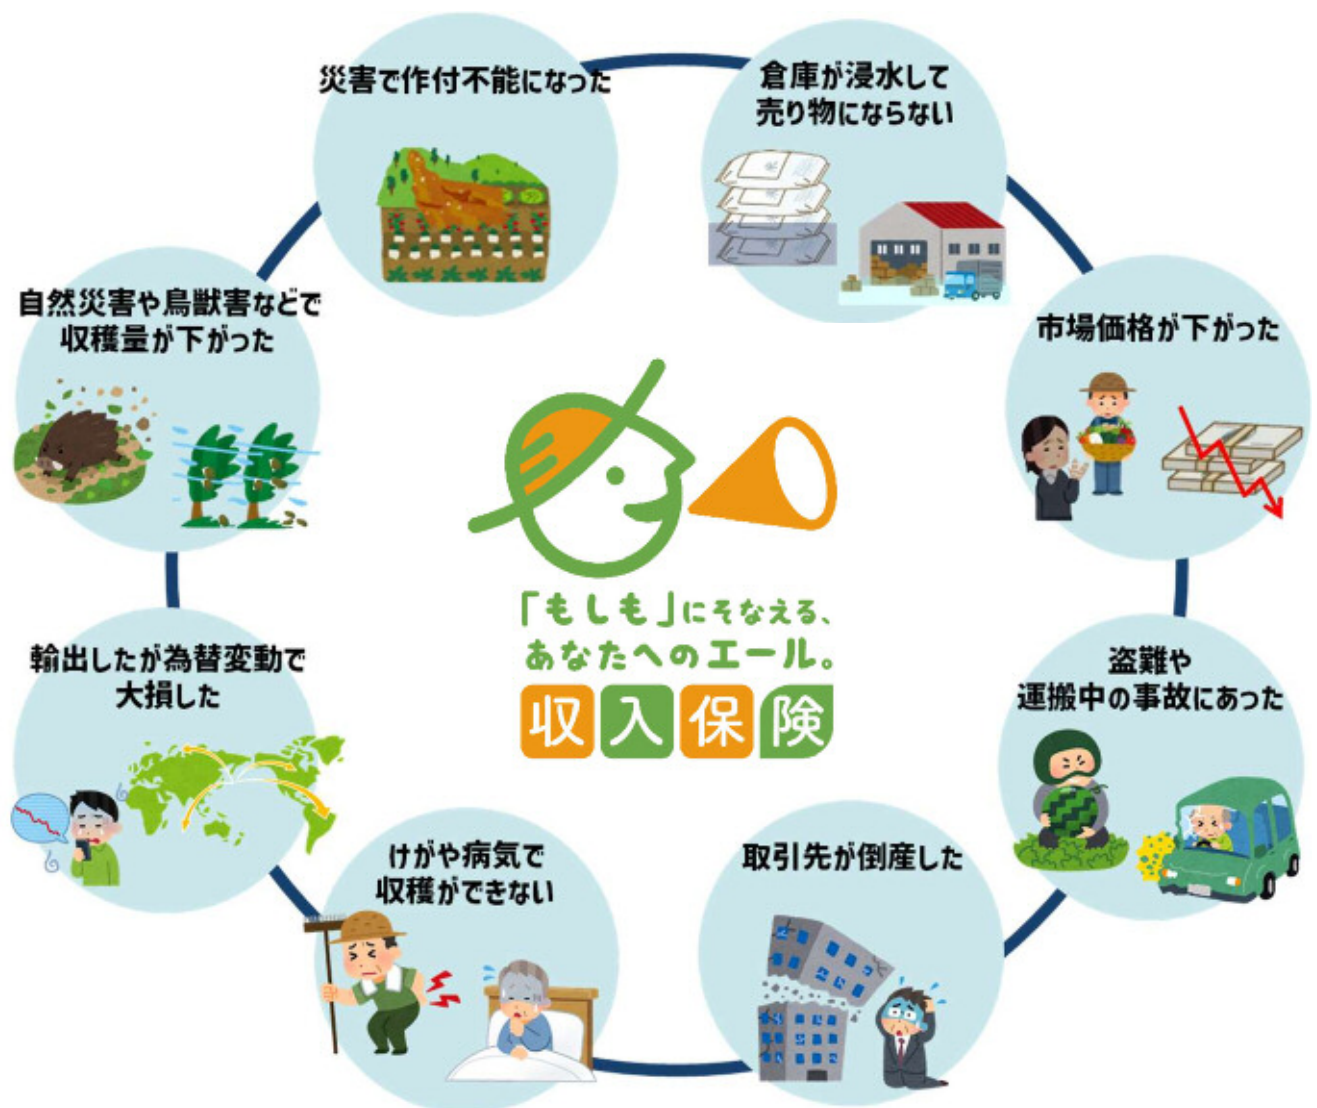 災害で作付不能になった
倉庫が浸水して
売り物にならない
自然災害や鳥獣害などで
収穫量が下がった
市場価格が下がった
「もしも」にそなえる、
あなたへのエール。
収入保険
輸出したが為替変動で
大損した
盗難や
運搬中の事故にあった
けがや病気で
収穫ができない
取引先が倒産した